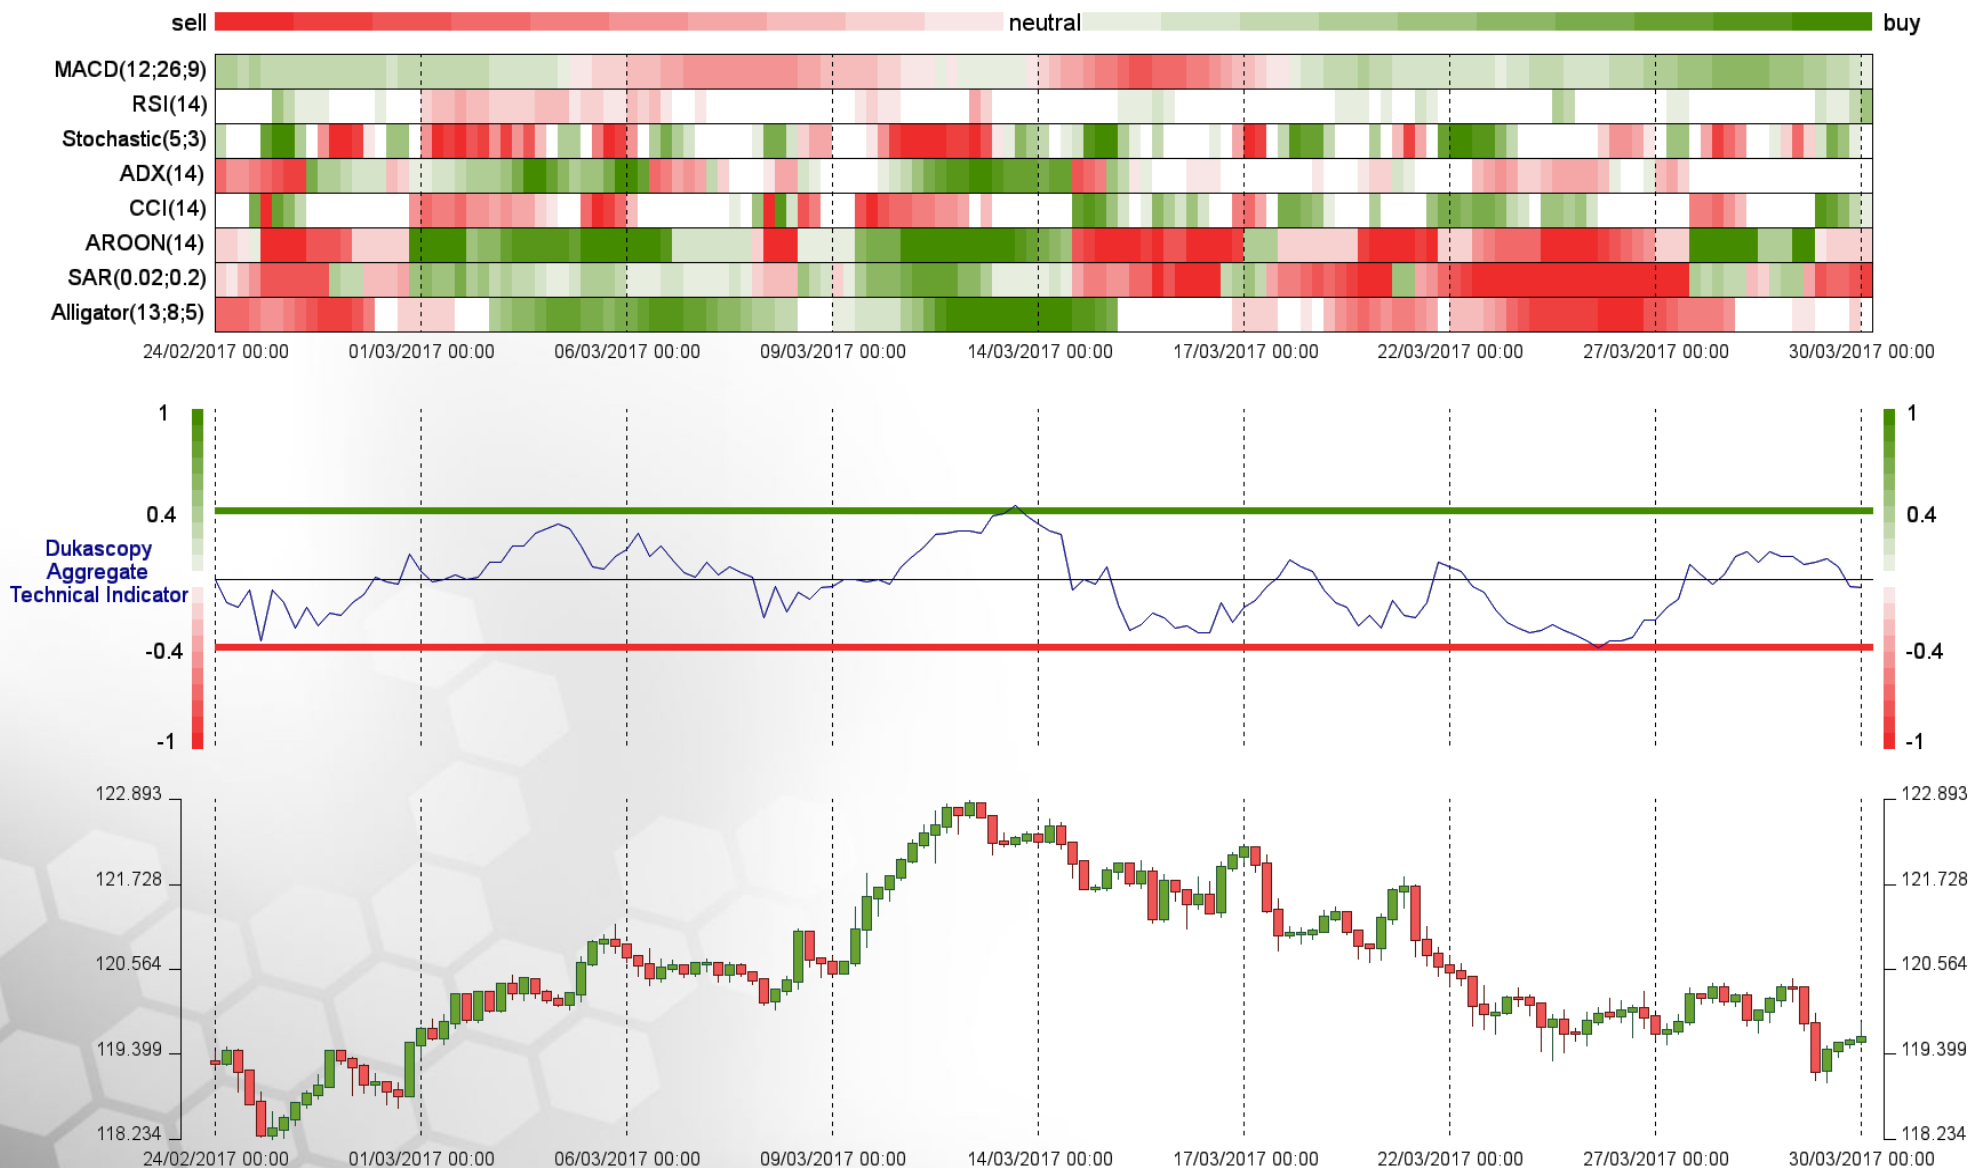 sell neutral buy
MACD(12;26;9)
RSI(14)
Stochastic(5;3)
ADX(14)
CCI(14)
AROON(14)
SAR(0.02;0.2)
Alligator(13;8;5)
24/02/2017 00:00 01/03/2017 00:00 06/03/2017 00:00 09/03/2017 00:00 14/03/2017 00:00 17/03/2017 00:00 22/03/2017 00:00 27/03/2017 00:00 30/03/2017 00:00
1 1
0.4 0.4
Dukascopy
Aggregate
Technical Indicator
-0.4 -0.4
-1 -1
122.893 122.893
121.728 121.728
120.564 120.564
119.399 119.399
118.234 118.234
24/02/2017 00:00 01/03/2017 00:00 06/03/2017 00:00 09/03/2017 00:00 14/03/2017 00:00 17/03/2017 00:00 22/03/2017 00:00 27/03/2017 00:00 30/03/2017 00:00